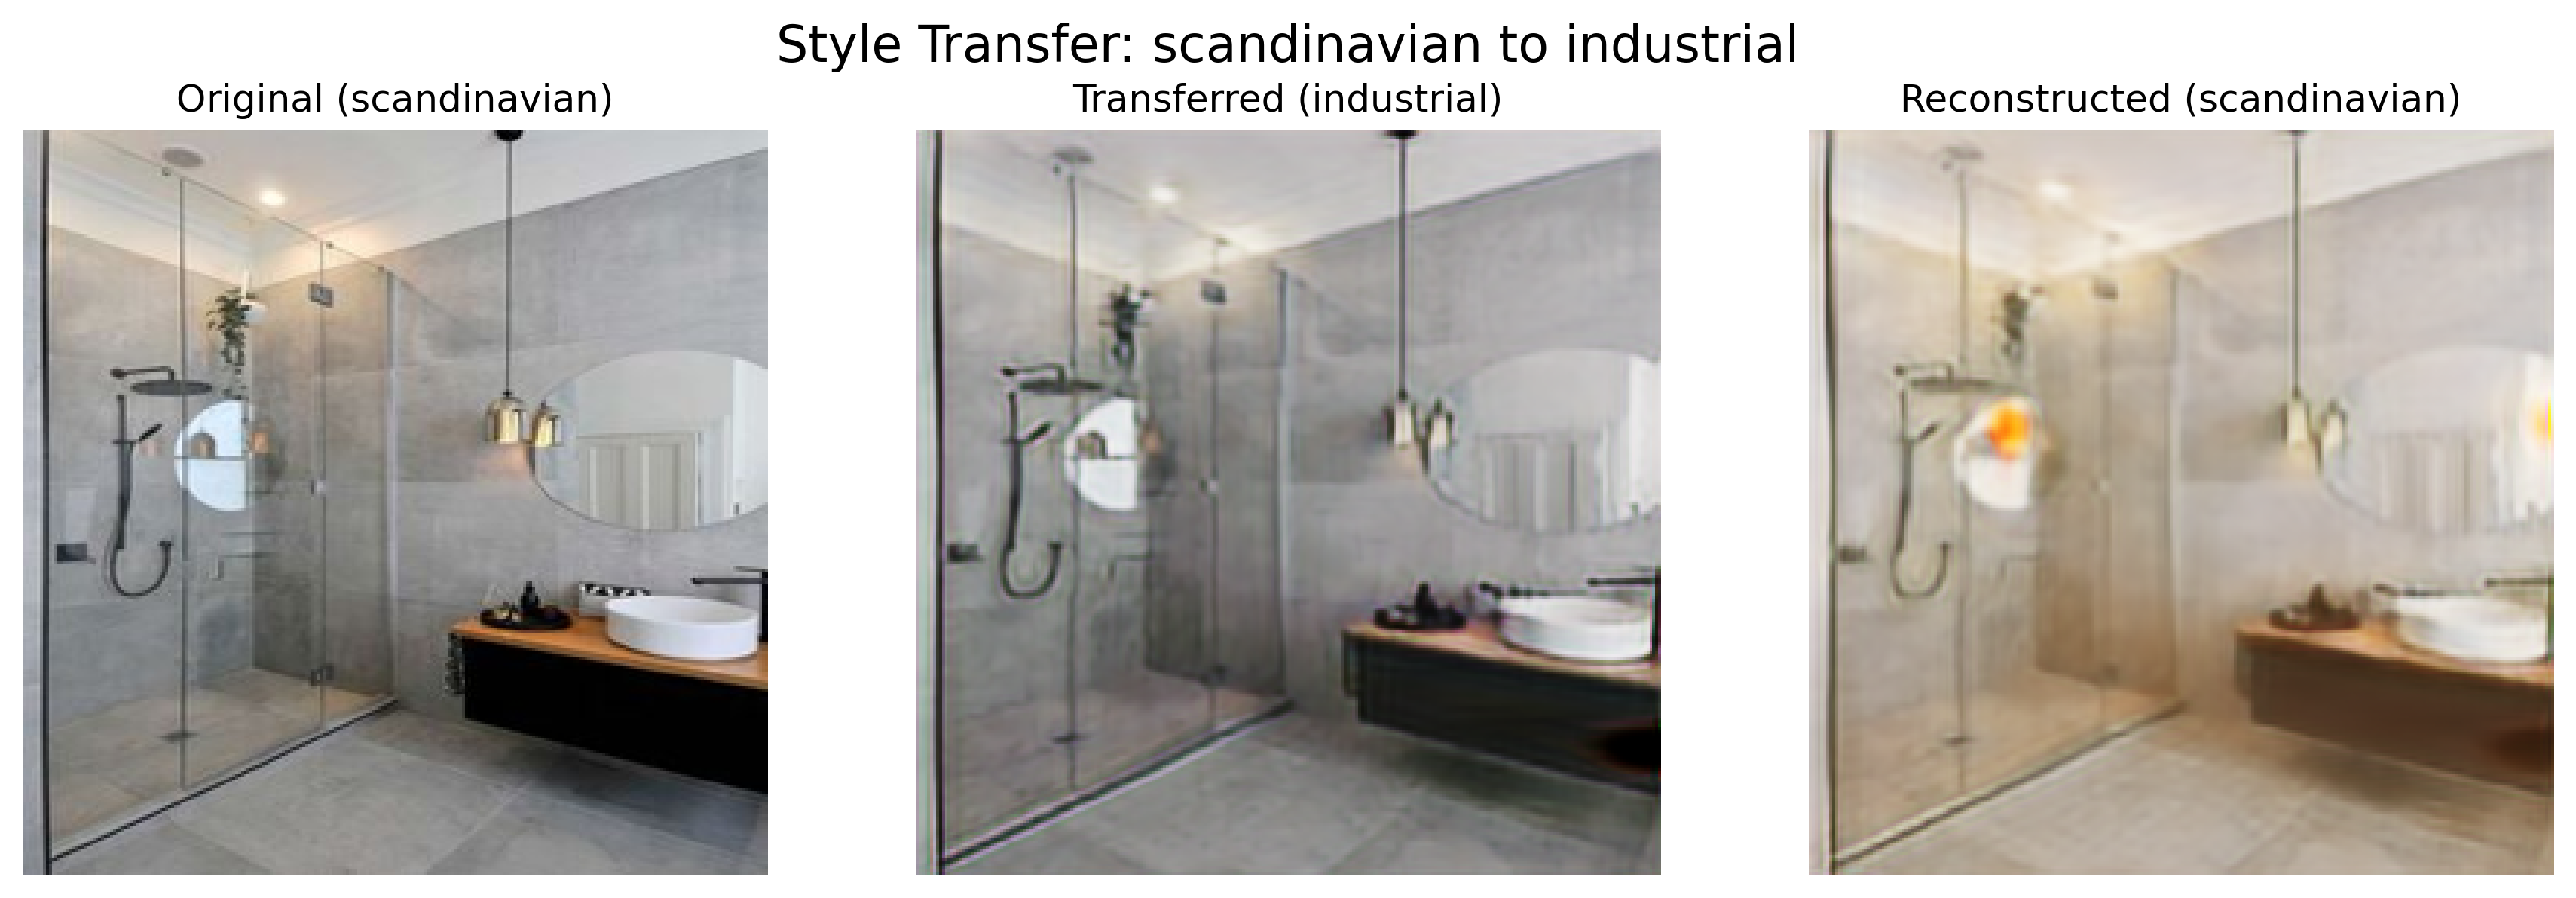 Style Transfer: scandinavian to industrial
Original (scandinavian)
Transferred (industrial)
Reconstructed (scandinavian)